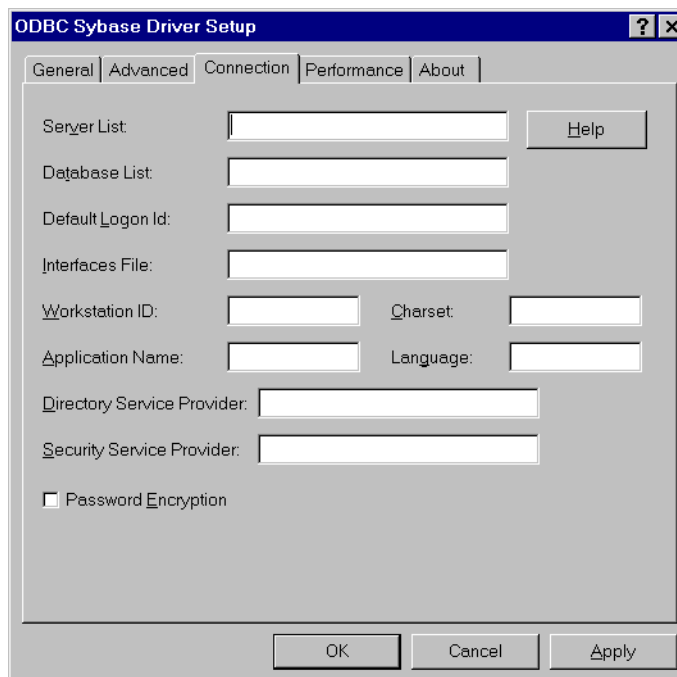 ODBC Sybase Driver Setup ? ×
General Advanced Connection Performance About
Server List: Help
Database List:
Default Logon Id:
Interfaces File:
Workstation ID: Charset:
Application Name: Language:
Directory Service Provider:
Security Service Provider:
Password Encryption
OK Cancel Apply